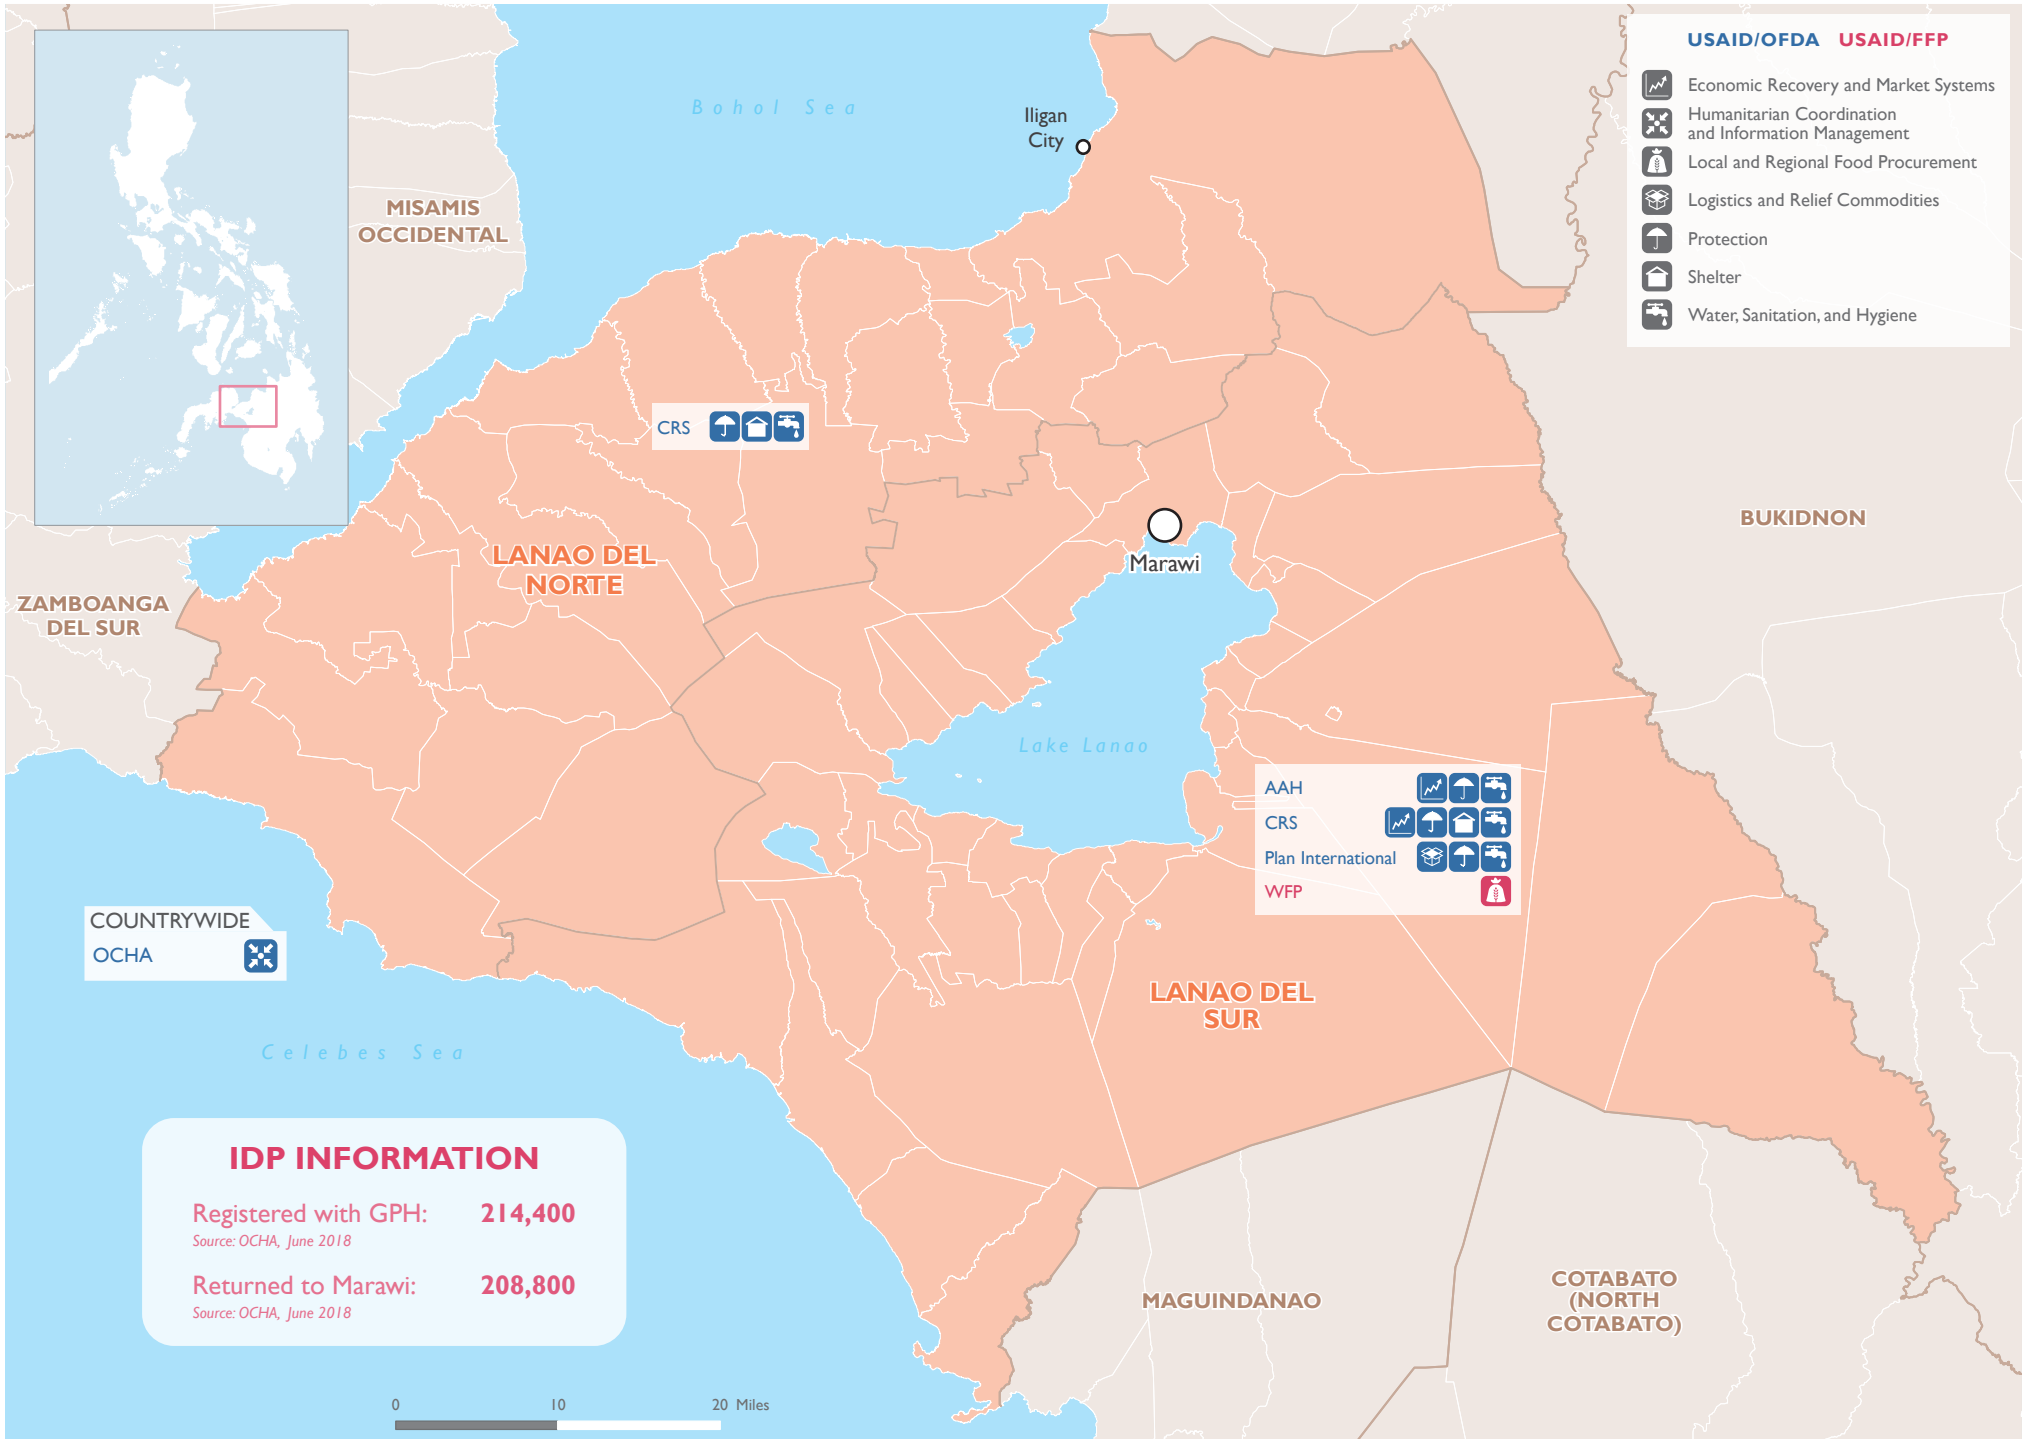 USAID/OFDA USAID/FFP
Economic Recovery and Market Systems
Humanitarian Coordination
and Information Management
Local and Regional Food Procurement
Logistics and Relief Commodities
Protection
Shelter
Water, Sanitation, and Hygiene
Bohol Sea
Iligan
City
MISAMIS
OCCIDENTAL
CRS
BUKIDNON
LANAO DEL
NORTE
Marawi
ZAMBOANGA
DEL SUR
Lake Lanao
AAH
CRS
Plan International
WFP
COUNTRYWIDE
OCHA
LANAO DEL
SUR
Celebes Sea
IDP INFORMATION
Registered with GPH: 214,400
Source: OCHA, June 2018
Returned to Marawi: 208,800
Source: OCHA, June 2018
MAGUINDANAO
COTABATO
(NORTH
COTABATO)
0 10 20 Miles